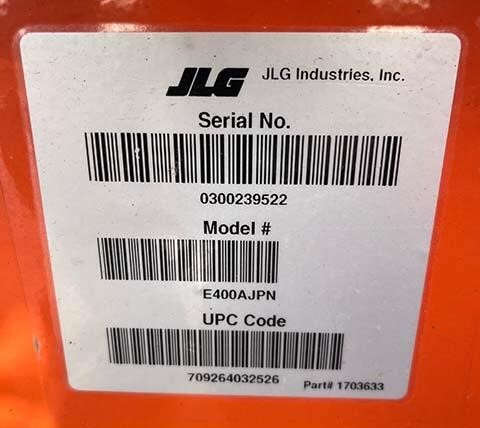 JLG JLG Industries, Inc.
Serial No.
0300239522
Model #
E400AJPN
UPC Code
709264032526
Part# 1703633